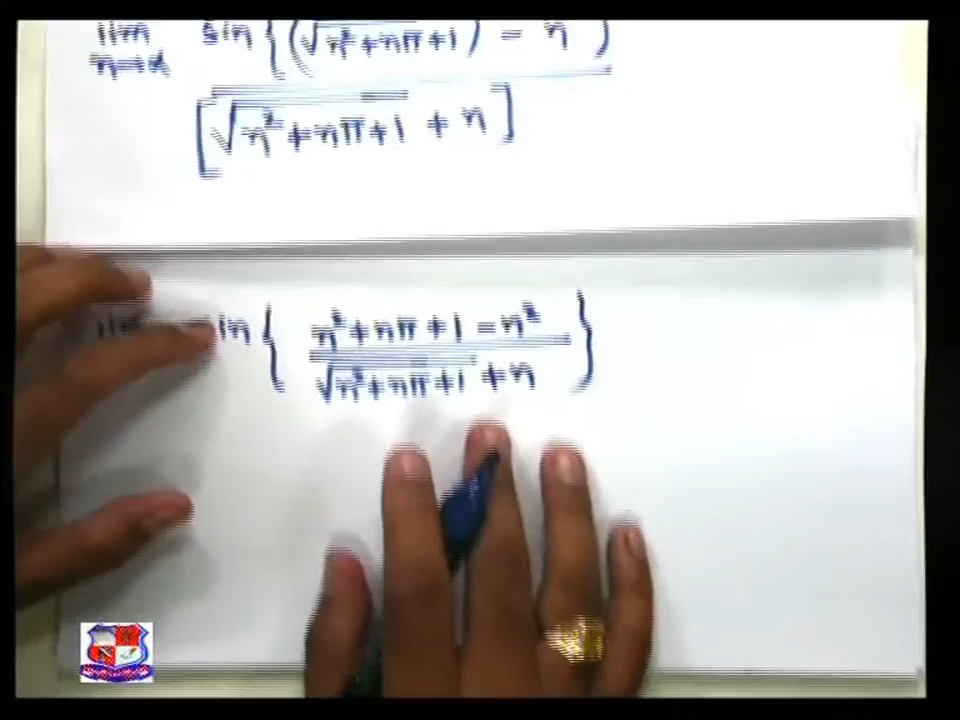 lim sin { (√n²+nπ+1) - n }
n→∝
[√n²+nπ+1 + n]
lim sin { n²+nπ+1-n²
√n²+nπ+1 + n }